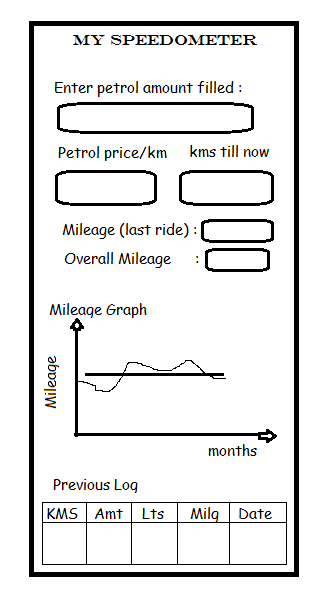 MY SPEEDOMETER
Enter petrol amount filled :
Petrol price/km kms till now
Mileage (last ride) :
Overall Mileage :
Mileage Graph
Mileage
months
Previous Log
KMS Amt Lts Milg Date